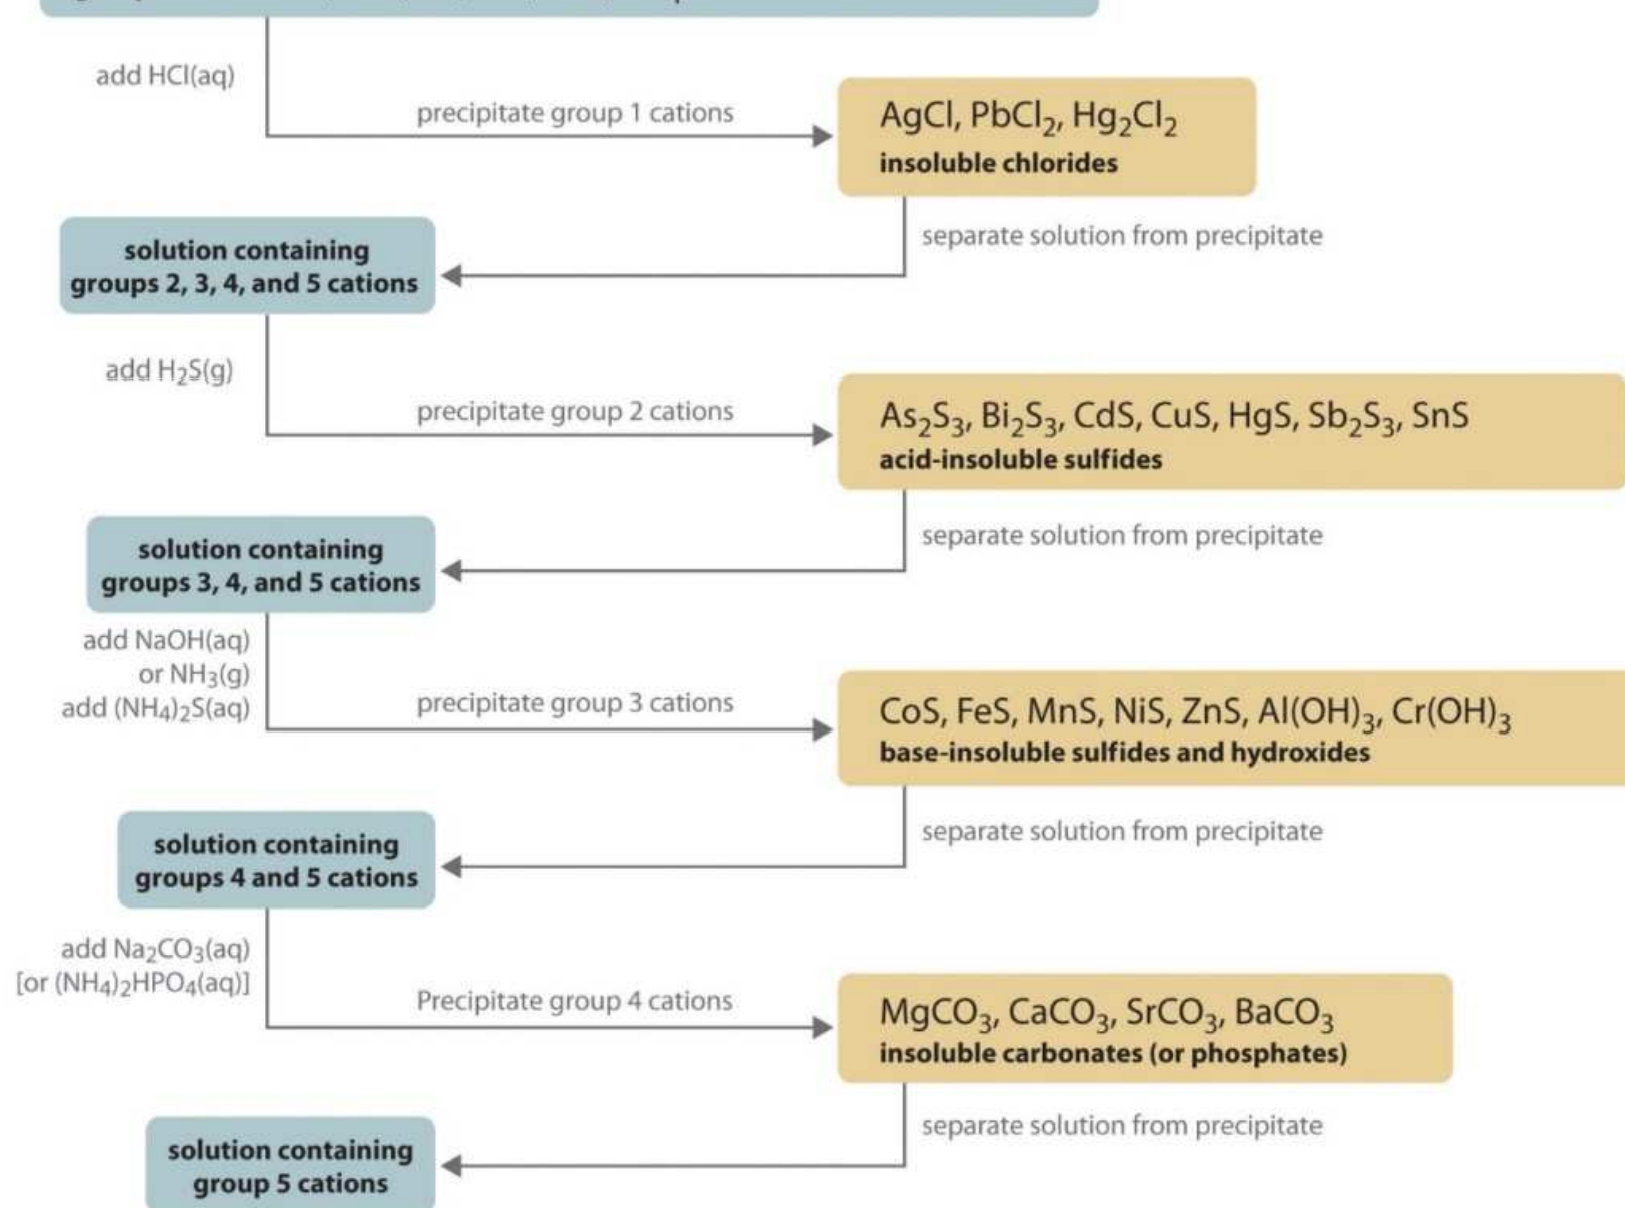 add HCl(aq)
precipitate group 1 cations
AgCl, PbCl₂, Hg₂Cl₂
insoluble chlorides
separate solution from precipitate
solution containing
groups 2, 3, 4, and 5 cations
add H₂S(g)
precipitate group 2 cations
As₂S₃, Bi₂S₃, CdS, CuS, HgS, Sb₂S₃, SnS
acid-insoluble sulfides
separate solution from precipitate
solution containing
groups 3, 4, and 5 cations
add NaOH(aq)
or NH₃(g)
add (NH₄)₂S(aq)
precipitate group 3 cations
CoS, FeS, MnS, NiS, ZnS, Al(OH)₃, Cr(OH)₃
base-insoluble sulfides and hydroxides
separate solution from precipitate
solution containing
groups 4 and 5 cations
add Na₂CO₃(aq)
[or (NH₄)₂HPO₄(aq)]
Precipitate group 4 cations
MgCO₃, CaCO₃, SrCO₃, BaCO₃
insoluble carbonates (or phosphates)
separate solution from precipitate
solution containing
group 5 cations